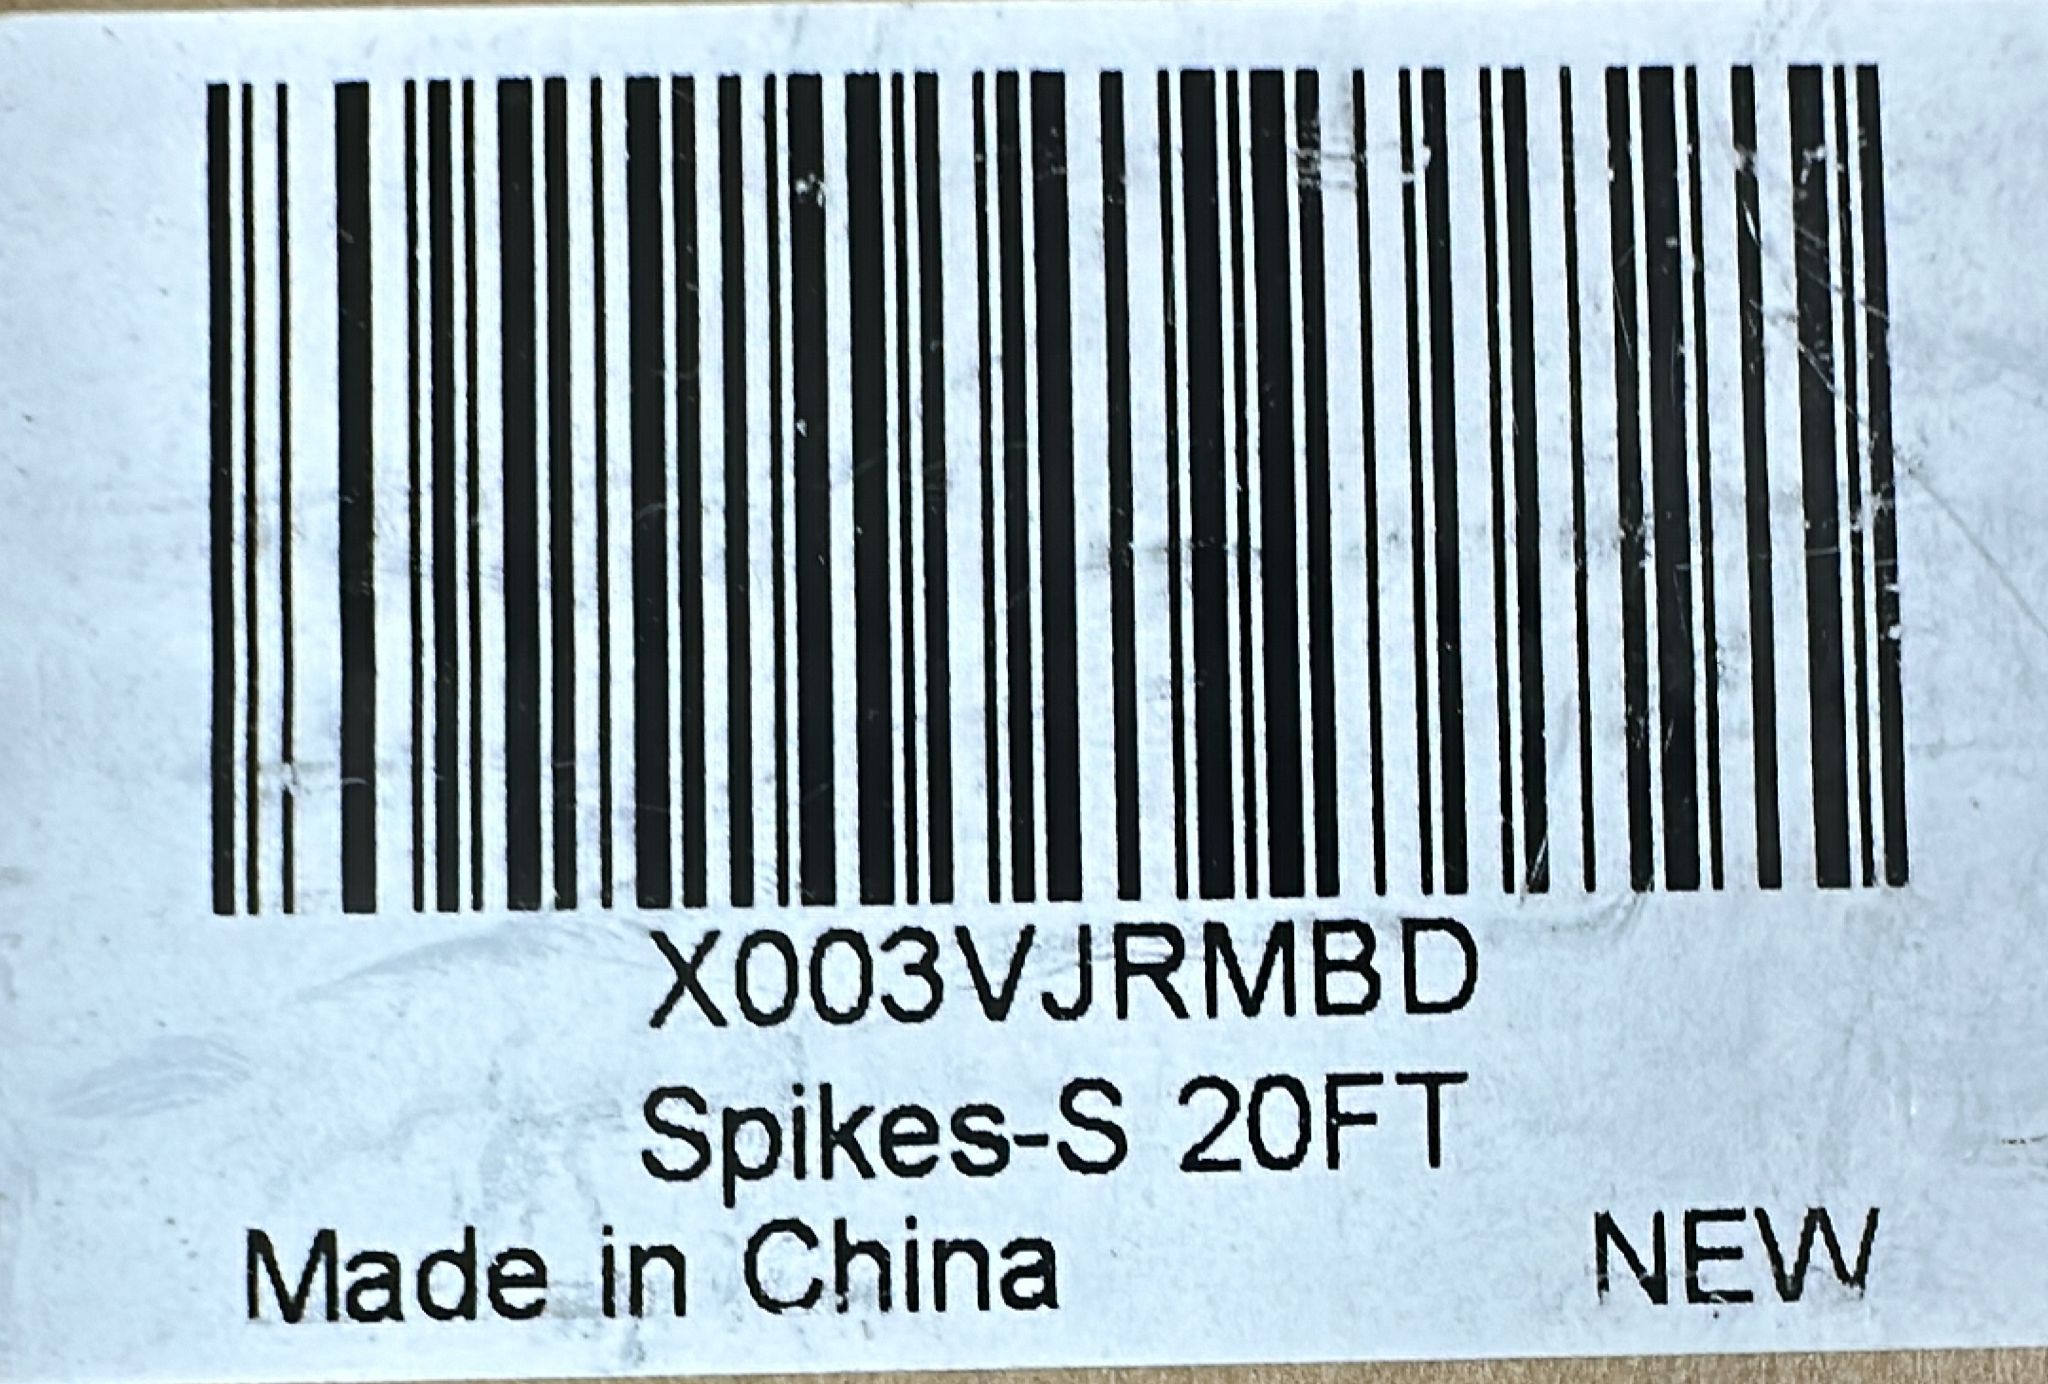 X003VJRMBD
Spikes-S 20FT
Made in China NEW